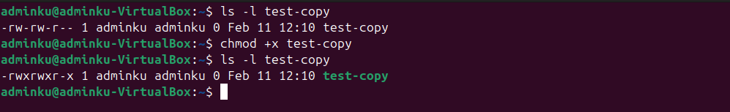 adminku@adminku-VirtualBox:~$ ls -l test-copy
-rw-rw-r-- 1 adminku adminku 0 Feb 11 12:10 test-copy
adminku@adminku-VirtualBox:~$ chmod +x test-copy
adminku@adminku-VirtualBox:~$ ls -l test-copy
-rwxrwxr-x 1 adminku adminku 0 Feb 11 12:10 test-copy
adminku@adminku-VirtualBox:~$